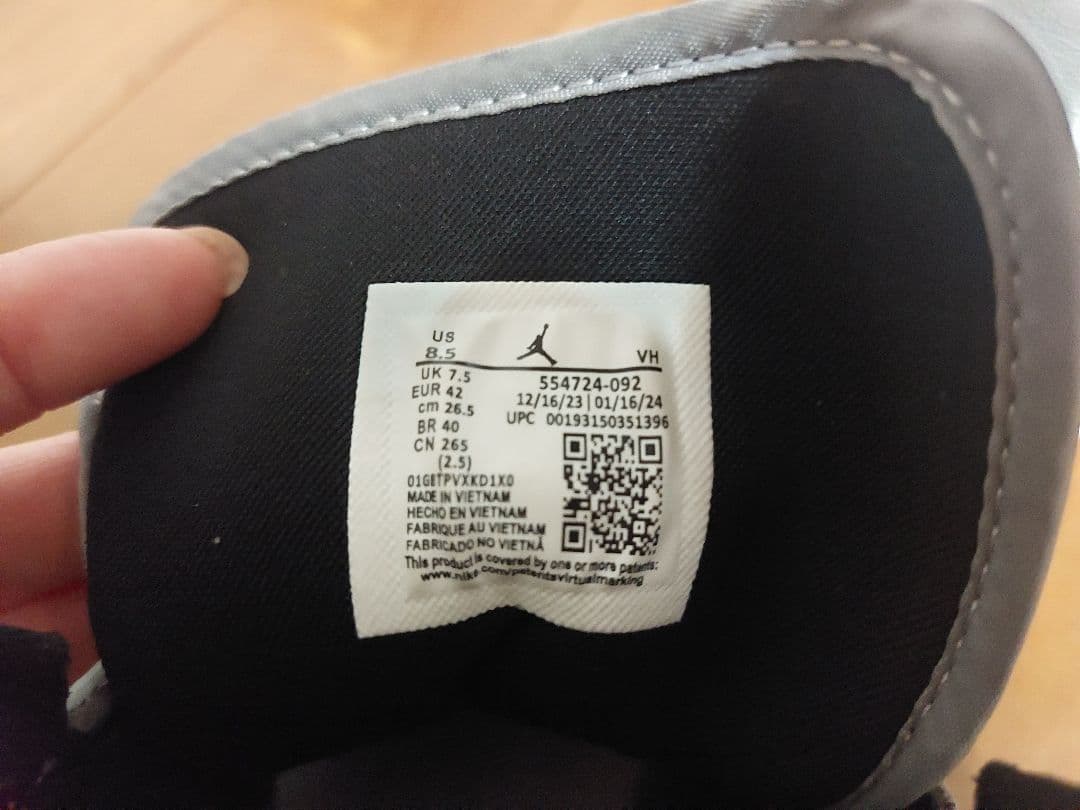 US
8.5
VH
UK 7.5
EUR 42
cm 26.5
BR 40
CN 265
(2.5)
554724-092
12/16/23 | 01/16/24
UPC 00193150351396
01GETPVXKD1X0
MADE IN VIETNAM
HECHO EN VIETNAM
FABRIQUE AU VIETNAM
FABRICADO NO VIETNÃ
This product is covered by one or more patents:
www.nike.com/patentsvirtualmarking